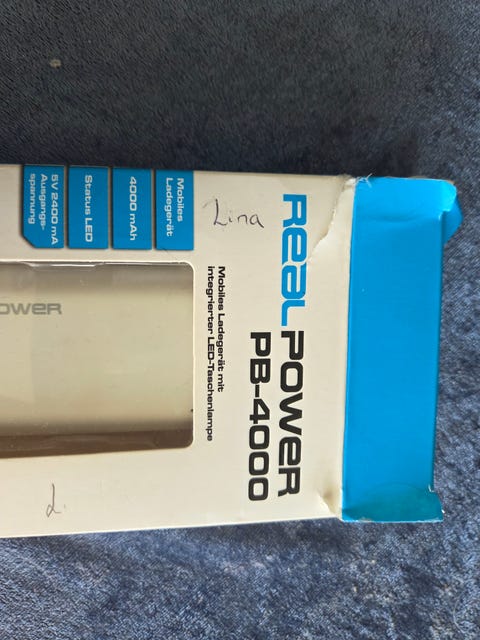 REALPOWER
PB-4000
Mobiles Ladegerät mit
integrierter LED-Taschenlampe
Lina
Mobiles
Ladegerät
4000 mAh
Status LED
5V 2400 mA
Ausgangs-
spannung
POWER
L.